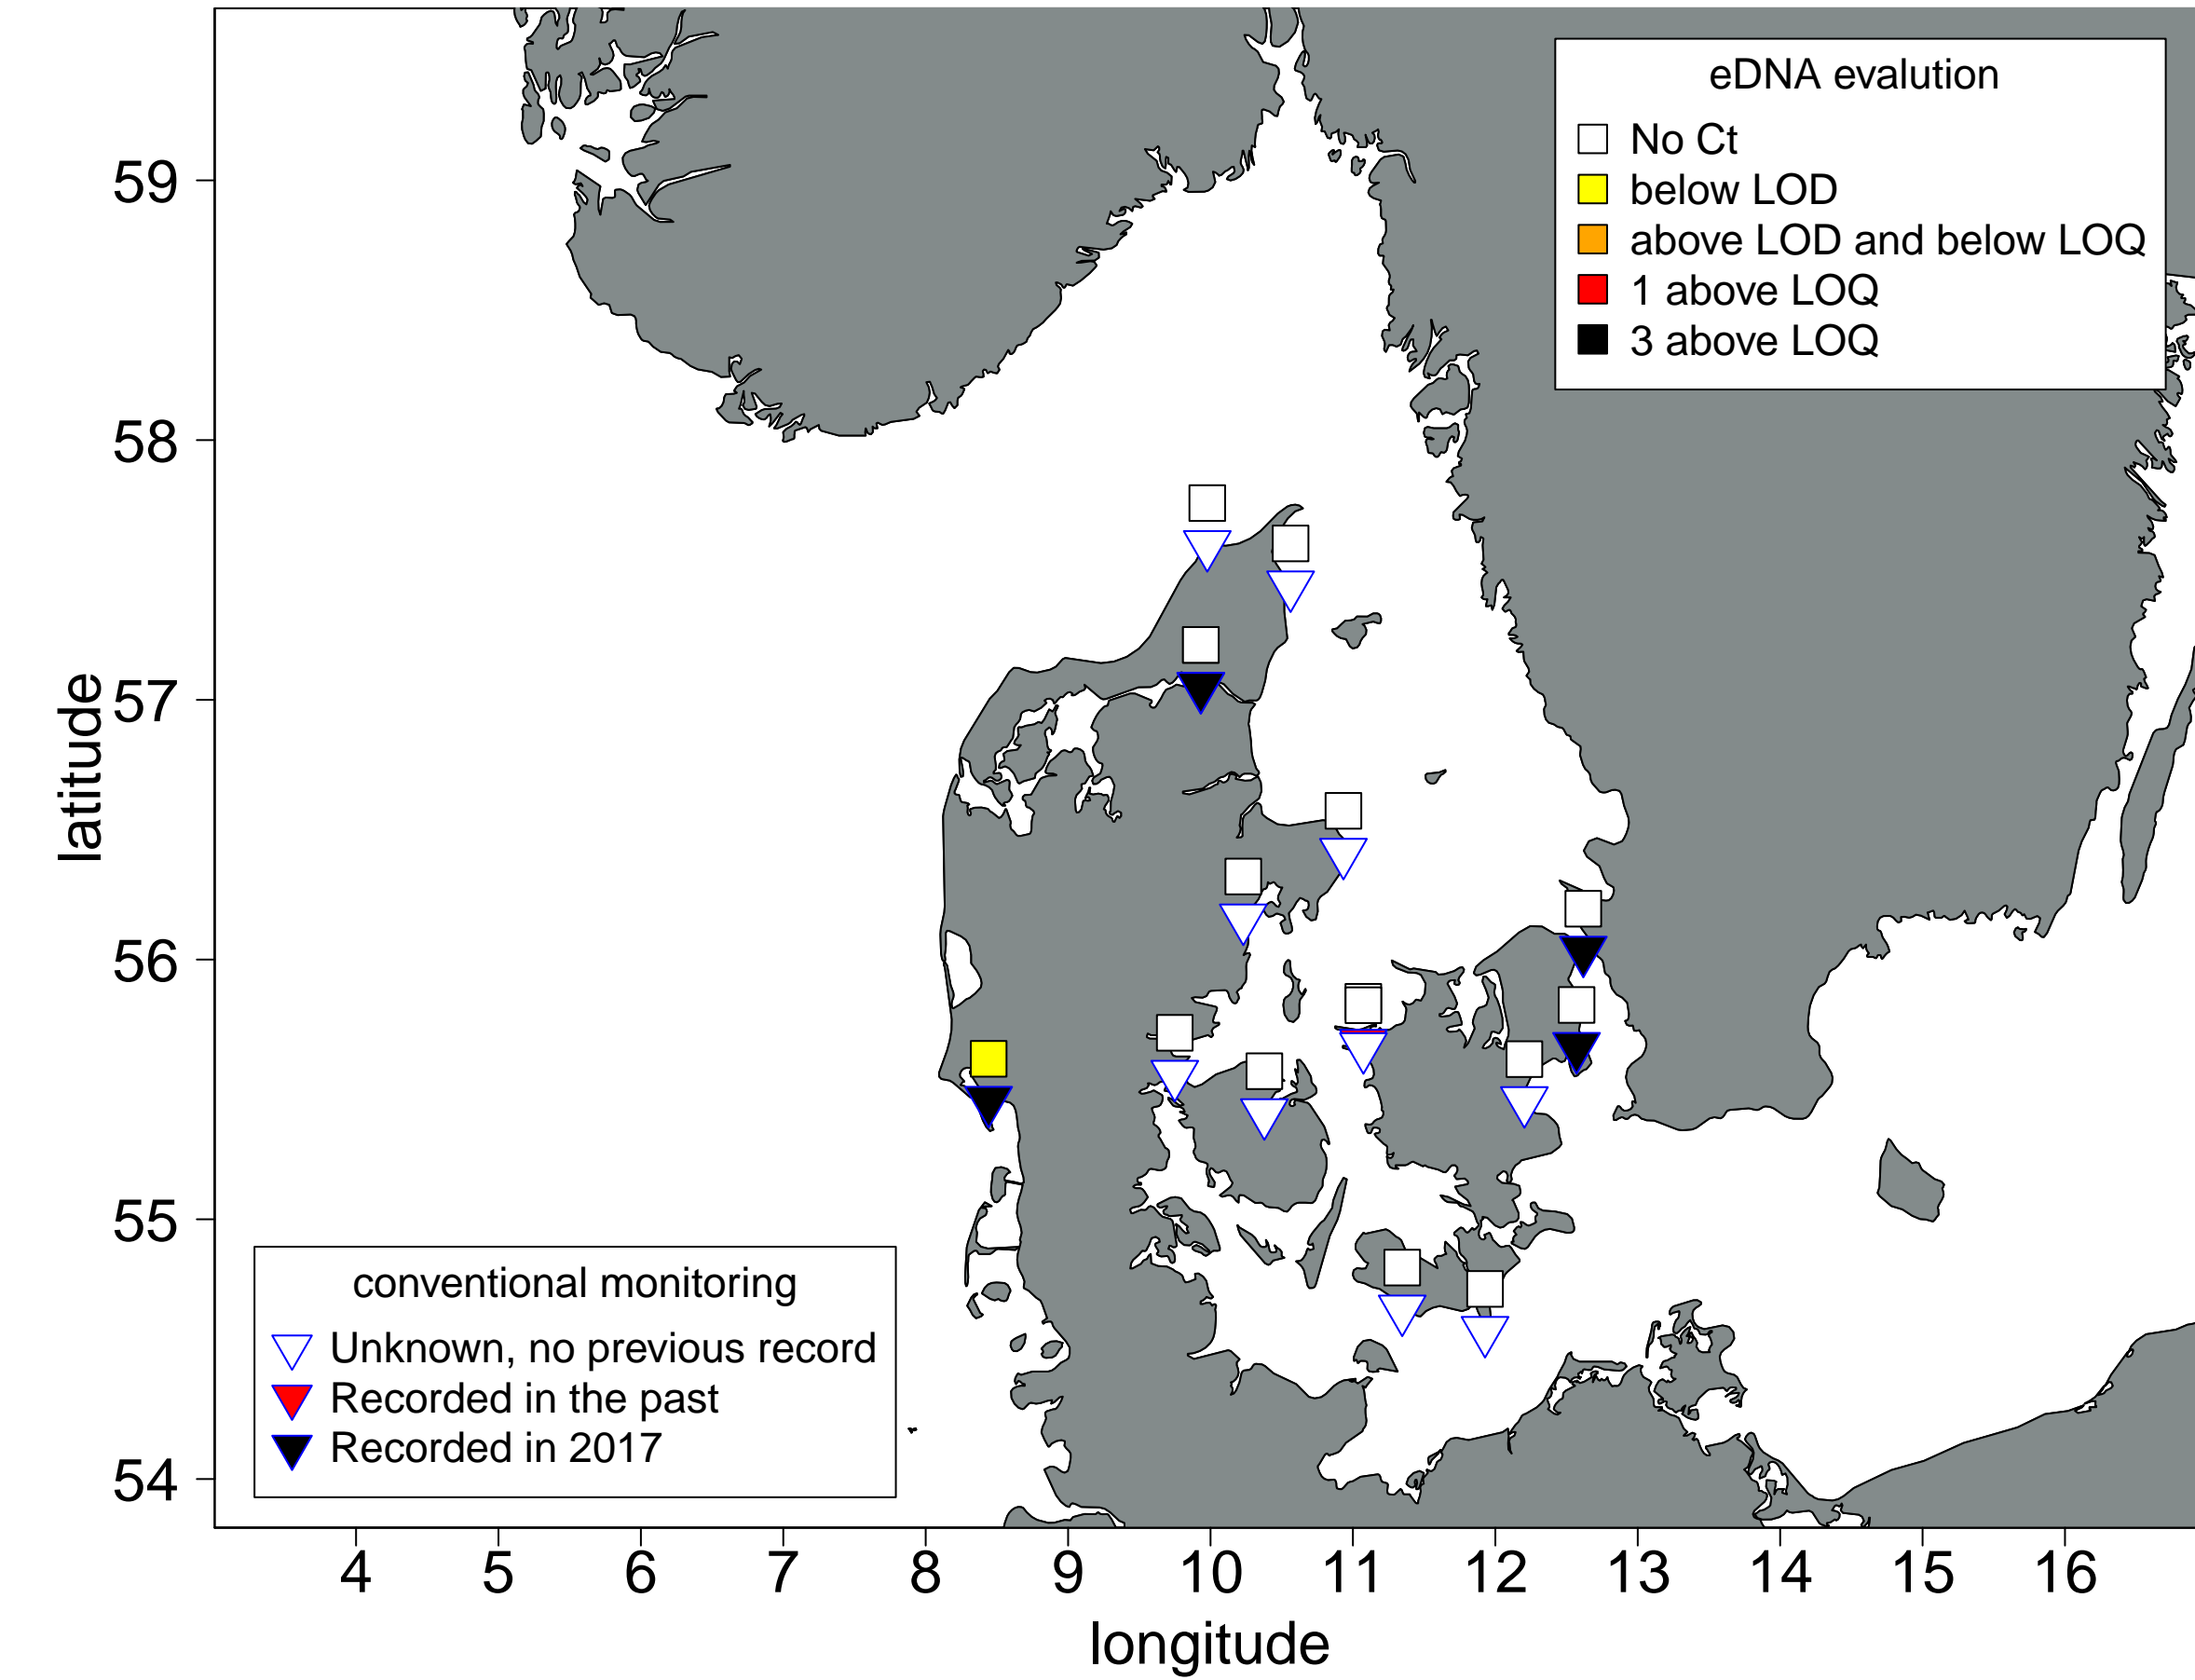 eDNA evalution
No Ct
below LOD
above LOD and below LOQ
1 above LOQ
3 above LOQ
59
58
57
56
55
54
latitude
conventional monitoring
Unknown, no previous record
Recorded in the past
Recorded in 2017
4 5 6 7 8 9 10 11 12 13 14 15 16
longitude